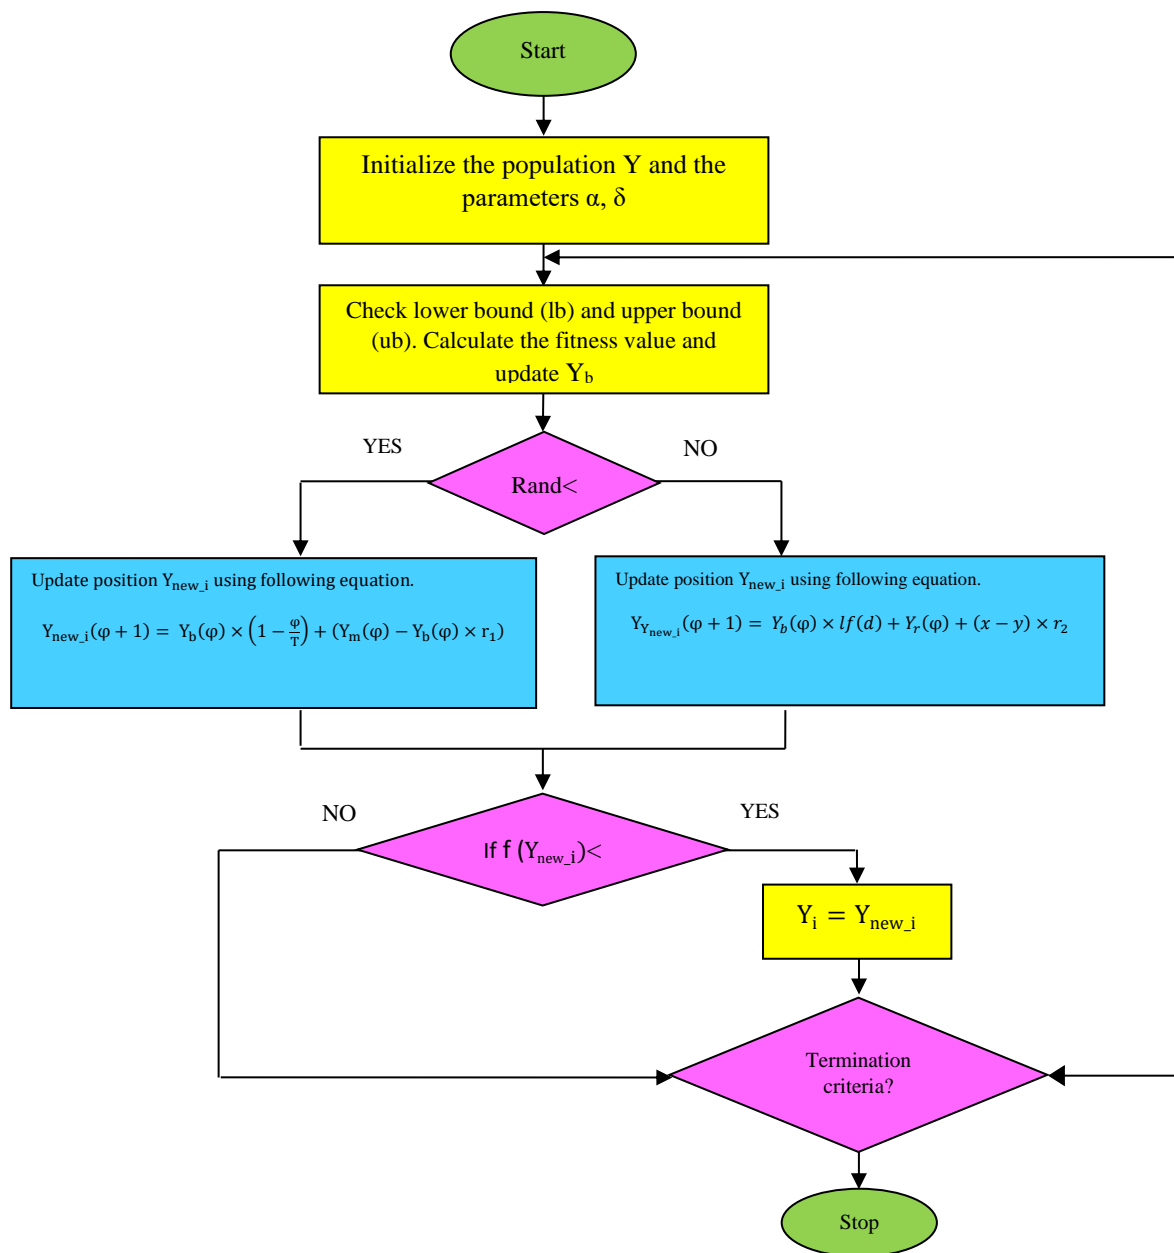 Start
Initialize the population Y and the
parameters α, δ
Check lower bound (lb) and upper bound
(ub). Calculate the fitness value and
update Y_b
YES
NO
Rand<
Update position Y_new_i using following equation.
Y_new_i(φ + 1) = Y_b(φ) × (1 − φ/T) + (Y_m(φ) − Y_b(φ) × r_1)
Update position Y_new_i using following equation.
Y_Y_new_i(φ + 1) = Y_b(φ) × lf(d) + Y_r(φ) + (x − y) × r_2
NO
YES
If f (Y_new_i)<
Y_i = Y_new_i
Termination
criteria?
Stop